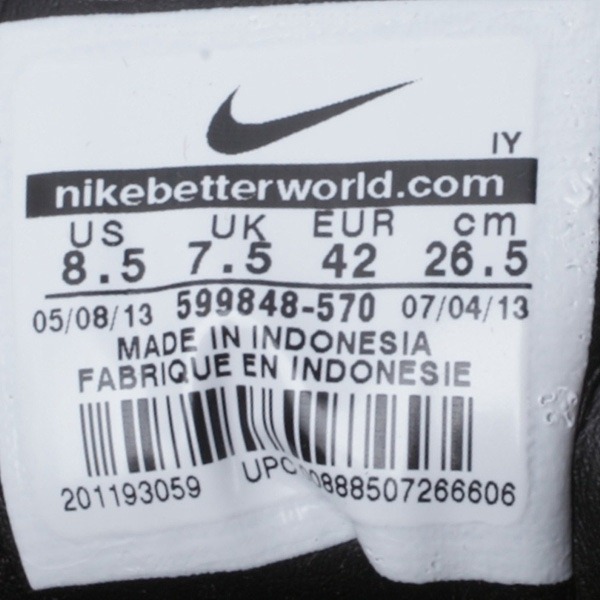 IY
nikebetterworld.com
US UK EUR cm
8.5 7.5 42 26.5
05/08/13 599848-570 07/04/13
MADE IN INDONESIA
FABRIQUE EN INDONESIE
201193059 UPC 00888507266606